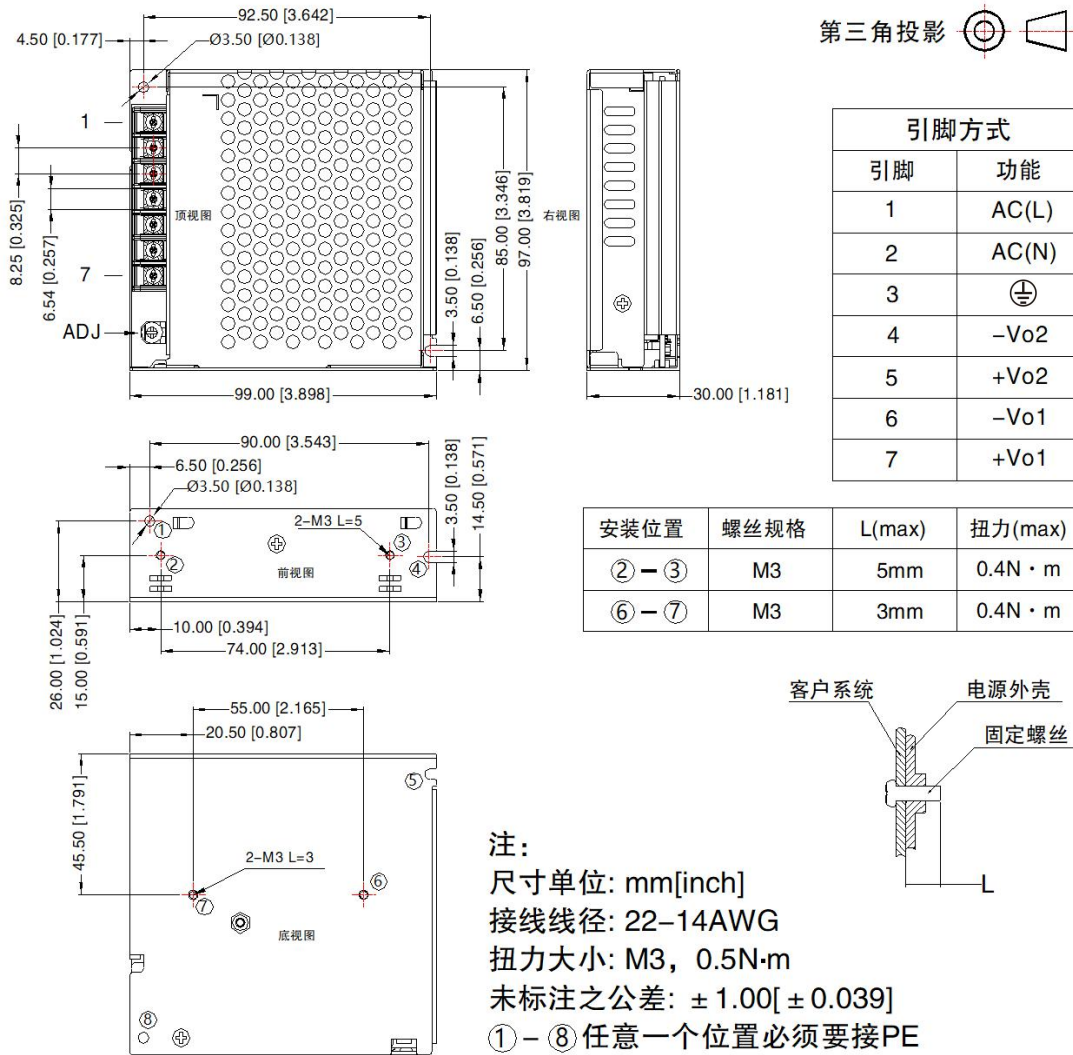 92.50 [3.642]
4.50 [0.177]
Ø3.50 [Ø0.138]
第三角投影
1
7
ADJ
8.25 [0.325]
6.54 [0.257]
顶视图
85.00 [3.346]
97.00 [3.819]
3.50 [0.138]
6.50 [0.256]
99.00 [3.898]
右视图
30.00 [1.181]
引脚方式
引脚 功能
1 AC(L)
2 AC(N)
3
4 –Vo2
5 +Vo2
6 –Vo1
7 +Vo1
90.00 [3.543]
6.50 [0.256]
Ø3.50 [Ø0.138]
2–M3 L=5
①
②
③
④
前视图
3.50 [0.138]
14.50 [0.571]
26.00 [1.024]
15.00 [0.591]
10.00 [0.394]
74.00 [2.913]
安装位置 螺丝规格 L(max) 扭力(max)
②–③ M3 5mm 0.4N·m
⑥–⑦ M3 3mm 0.4N·m
55.00 [2.165]
20.50 [0.807]
45.50 [1.791]
⑤
2–M3 L=3
⑥
⑦
底视图
⑧
客户系统
电源外壳
固定螺丝
L
注:
尺寸单位: mm[inch]
接线线径: 22–14AWG
扭力大小: M3, 0.5N·m
未标注之公差: ±1.00[±0.039]
①–⑧任意一个位置必须要接PE